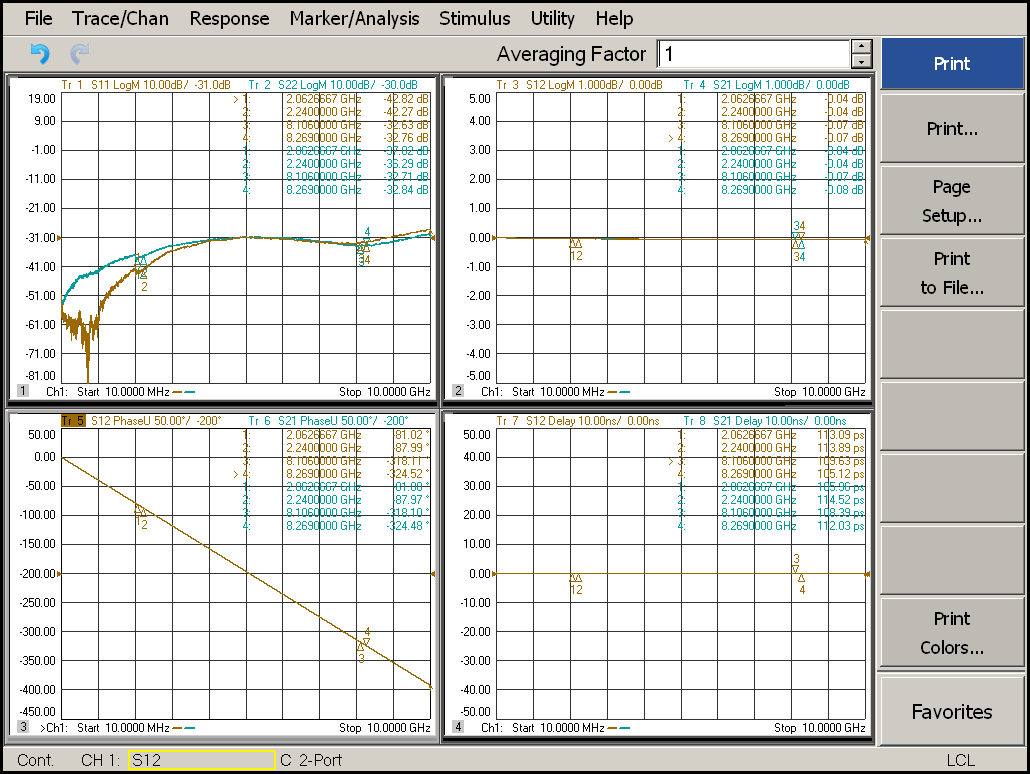 File Trace/Chan Response Marker/Analysis Stimulus Utility Help
Averaging Factor 1
Print
Print...
Page
Setup...
Print
to File...
Print
Colors...
Favorites
Tr 1 S11 LogM 10.00dB/ -31.0dB Tr 2 S22 LogM 10.00dB/ -30.0dB
19.00
9.00
-1.00
-11.00
-21.00
-31.00
-41.00
-51.00
-61.00
-71.00
-81.00
> 1: 2.0626667 GHz -42.82 dB
2: 2.2400000 GHz -42.27 dB
3: 8.1060000 GHz -32.63 dB
4: 8.2690000 GHz -32.76 dB
1: 2.0626667 GHz -37.02 dB
2: 2.2400000 GHz -36.29 dB
3: 8.1060000 GHz -32.71 dB
4: 8.2690000 GHz -32.84 dB
4
2
34
1 Ch1: Start 10.0000 MHz Stop 10.0000 GHz
Tr 3 S12 LogM 1.000dB/ 0.00dB Tr 4 S21 LogM 1.000dB/ 0.00dB
5.00
4.00
3.00
2.00
1.00
0.00
-1.00
-2.00
-3.00
-4.00
-5.00
1: 2.0626667 GHz -0.04 dB
2: 2.2400000 GHz -0.04 dB
3: 8.1060000 GHz -0.07 dB
> 4: 8.2690000 GHz -0.07 dB
1: 2.0626667 GHz -0.04 dB
2: 2.2400000 GHz -0.04 dB
3: 8.1060000 GHz -0.07 dB
4: 8.2690000 GHz -0.08 dB
34
12
34
2 Ch1: Start 10.0000 MHz Stop 10.0000 GHz
Tr 5 S12 PhaseU 50.00°/ -200° Tr 6 S21 PhaseU 50.00°/ -200°
50.00
0.00
-50.00
-100.00
-150.00
-200.00
-250.00
-300.00
-350.00
-400.00
-450.00
1: 2.0626667 GHz -81.02 °
2: 2.2400000 GHz -87.99 °
3: 8.1060000 GHz -318.11 °
> 4: 8.2690000 GHz -324.52 °
1: 2.0626667 GHz
2: 2.2400000 GHz -87.97 °
3: 8.1060000 GHz -318.10 °
4: 8.2690000 GHz -324.48 °
12
4
3
3 >Ch1: Start 10.0000 MHz Stop 10.0000 GHz
Tr 7 S12 Delay 10.00ns/ 0.00ns Tr 8 S21 Delay 10.00ns/ 0.00ns
50.00
40.00
30.00
20.00
10.00
0.00
-10.00
-20.00
-30.00
-40.00
-50.00
1: 2.0626667 GHz 113.09 ps
2: 2.2400000 GHz 113.89 ps
> 3: 8.1060000 GHz 109.63 ps
4: 8.2690000 GHz 105.12 ps
1: 2.0626667 GHz 105.96 ps
2: 2.2400000 GHz 114.52 ps
3: 8.1060000 GHz 108.39 ps
4: 8.2690000 GHz 112.03 ps
3
12
4
4 Ch1: Start 10.0000 MHz Stop 10.0000 GHz
Cont. CH 1: S12 C 2-Port LCL